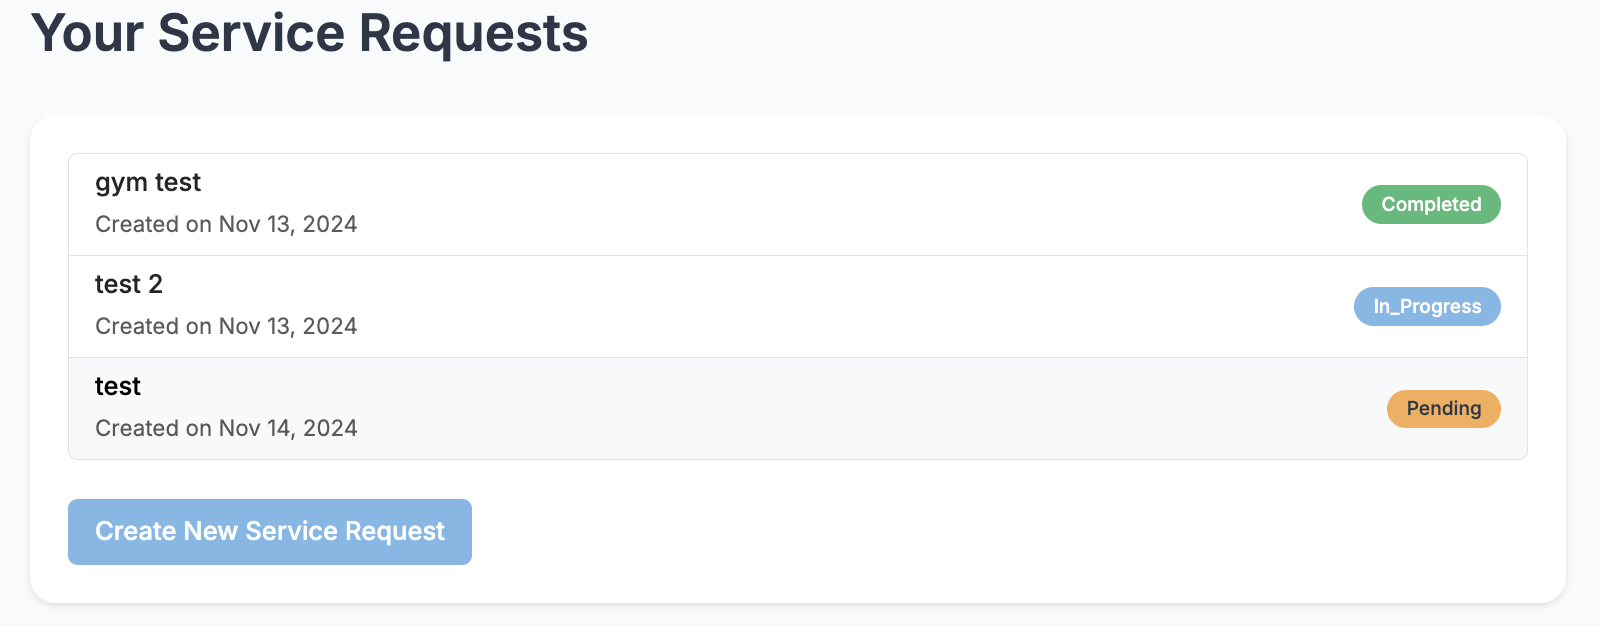 Your Service Requests
gym test
Created on Nov 13, 2024
Completed
test 2
Created on Nov 13, 2024
In_Progress
test
Created on Nov 14, 2024
Pending
Create New Service Request